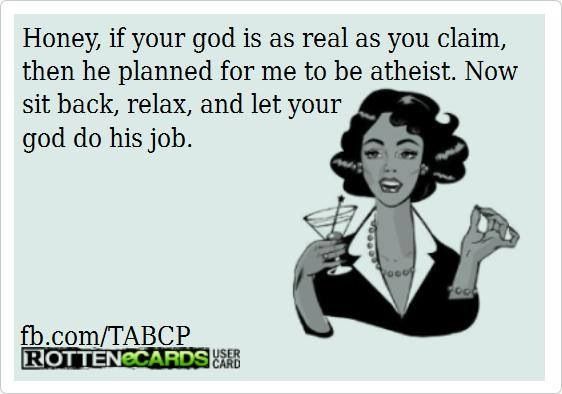 Honey, if your god is as real as you claim,
then he planned for me to be atheist. Now
sit back, relax, and let your
god do his job.
fb.com/TABCP
ROTTENeCARDS USER
CARD